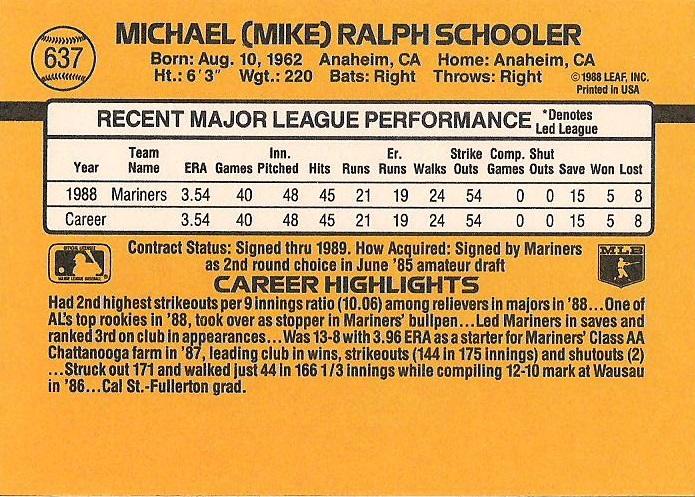 637
MICHAEL (MIKE) RALPH SCHOOLER
Born: Aug. 10, 1962 Anaheim, CA Home: Anaheim, CA
Ht.: 6'3" Wgt.: 220 Bats: Right Throws: Right
©1988 LEAF, INC.
Printed in USA
RECENT MAJOR LEAGUE PERFORMANCE *Denotes
Led League
Year Team Name ERA Games Inn. Pitched Hits Runs Er. Runs Walks Strike Outs Comp. Games Shut Outs Save Won Lost
1988 Mariners 3.54 40 48 45 21 19 24 54 0 0 15 5 8
Career 3.54 40 48 45 21 19 24 54 0 0 15 5 8
OFFICIAL LICENSEE
MAJOR LEAGUE BASEBALL
Contract Status: Signed thru 1989. How Acquired: Signed by Mariners
as 2nd round choice in June '85 amateur draft
MLB
CAREER HIGHLIGHTS
Had 2nd highest strikeouts per 9 innings ratio (10.06) among relievers in majors in '88...One of
AL's top rookies in '88, took over as stopper in Mariners' bullpen...Led Mariners in saves and
ranked 3rd on club in appearances...Was 13-8 with 3.96 ERA as a starter for Mariners' Class AA
Chattanooga farm in '87, leading club in wins, strikeouts (144 in 175 innings) and shutouts (2)
...Struck out 171 and walked just 44 in 166 1/3 innings while compiling 12-10 mark at Wausau
in '86...Cal St.-Fullerton grad.